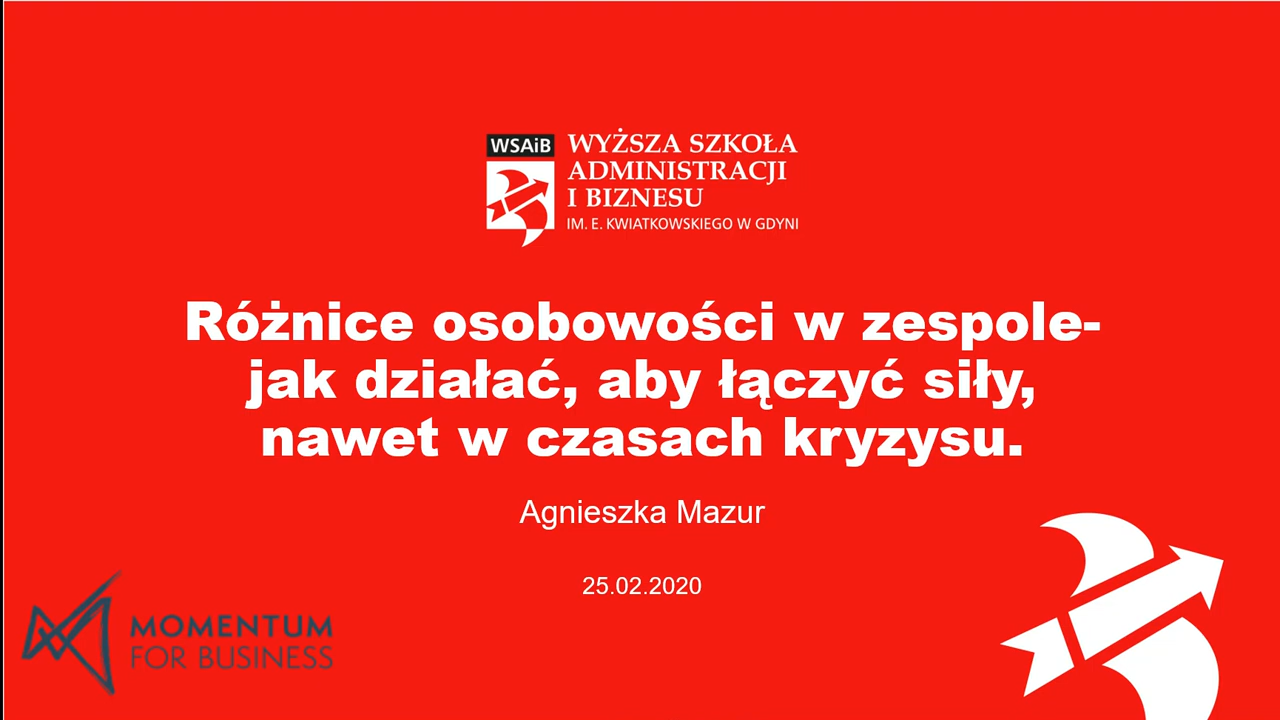 WSAiB
WYŻSZA SZKOŁA
ADMINISTRACJI
I BIZNESU
IM. E. KWIATKOWSKIEGO W GDYNI
Różnice osobowości w zespole-
jak działać, aby łączyć siły,
nawet w czasach kryzysu.
Agnieszka Mazur
25.02.2020
MOMENTUM
FOR BUSINESS